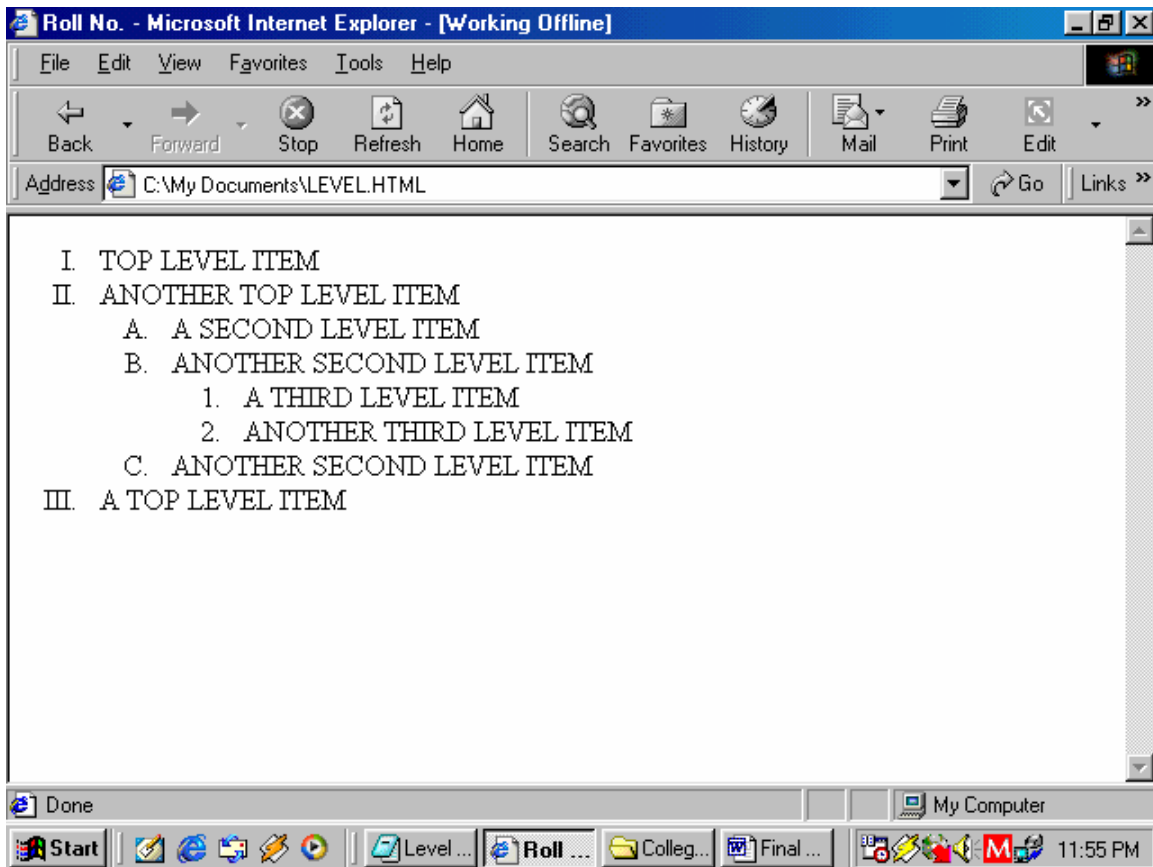 Roll No. - Microsoft Internet Explorer - [Working Offline]
File Edit View Favorites Tools Help
Back Forward Stop Refresh Home Search Favorites History Mail Print Edit »
Address C:\My Documents\LEVEL.HTML Go Links »
I. TOP LEVEL ITEM
II. ANOTHER TOP LEVEL ITEM
A. A SECOND LEVEL ITEM
B. ANOTHER SECOND LEVEL ITEM
1. A THIRD LEVEL ITEM
2. ANOTHER THIRD LEVEL ITEM
C. ANOTHER SECOND LEVEL ITEM
III. A TOP LEVEL ITEM
Done My Computer
Start Level ... Roll ... Colleg... Final ... M 11:55 PM